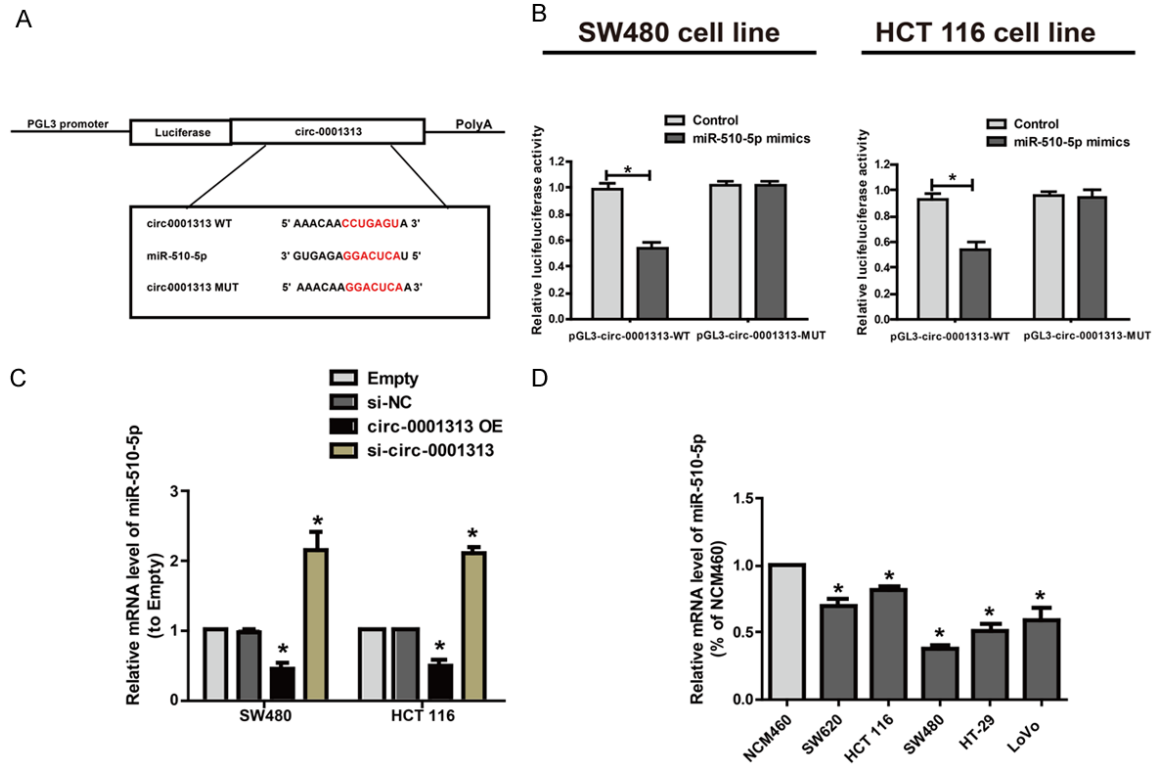 A
PGL3 promoter
Luciferase
circ-0001313
PolyA
circ0001313 WT 5' AAACAACCUGAGUA 3'
miR-510-5p 3' GUGAGAGGACUCAU 5'
circ0001313 MUT 5' AAACAAGGACUCAA3'
B
SW480 cell line
Control
miR-510-5p mimics
Relative lucifeluciferase activity
1.2
1.0
0.8
0.6
0.4
0.2
0.0
*
pGL3-circ-0001313-WT pGL3-circ-0001313-MUT
HCT 116 cell line
Control
miR-510-5p mimics
Relative lucifeluciferase activity
1.2
1.0
0.8
0.6
0.4
0.2
0.0
*
pGL3-circ-0001313-WT pGL3-circ-0001313-MUT
C
Empty
si-NC
circ-0001313 OE
si-circ-0001313
Relative mRNA level of miR-510-5p
(to Empty)
3
2
1
0
* * * *
SW480 HCT 116
D
Relative mRNA level of miR-510-5p
(% of NCM460)
1.5
1.0
0.5
0.0
* * * * *
NCM460 SW620 HCT 116 SW480 HT-29 LoVo